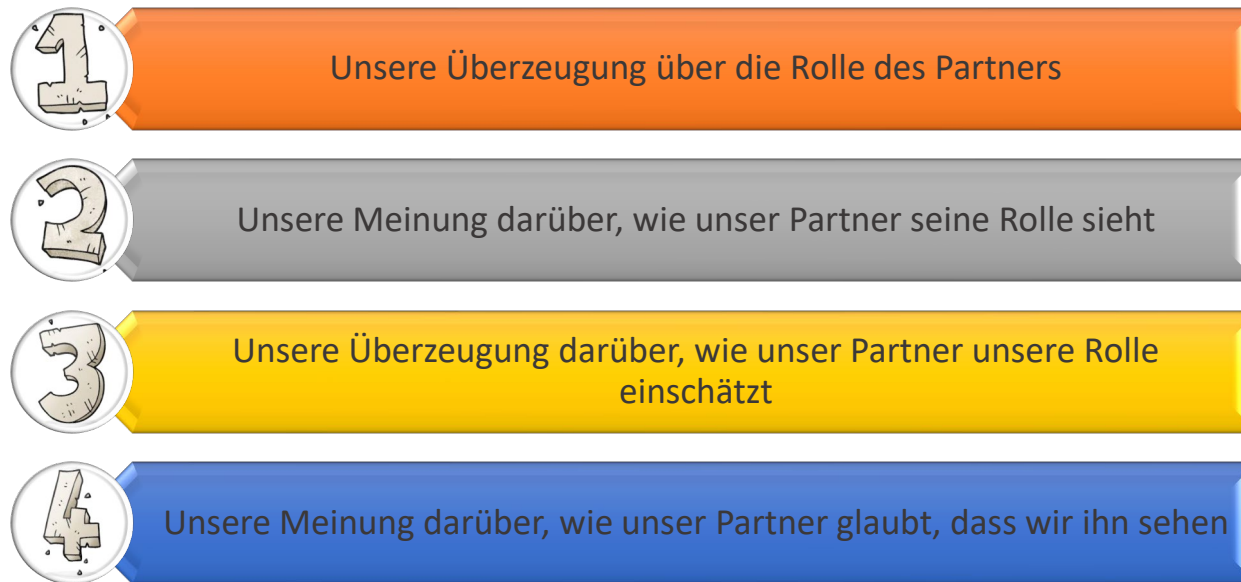 1
Unsere Überzeugung über die Rolle des Partners
2
Unsere Meinung darüber, wie unser Partner seine Rolle sieht
3
Unsere Überzeugung darüber, wie unser Partner unsere Rolle
einschätzt
4
Unsere Meinung darüber, wie unser Partner glaubt, dass wir ihn sehen